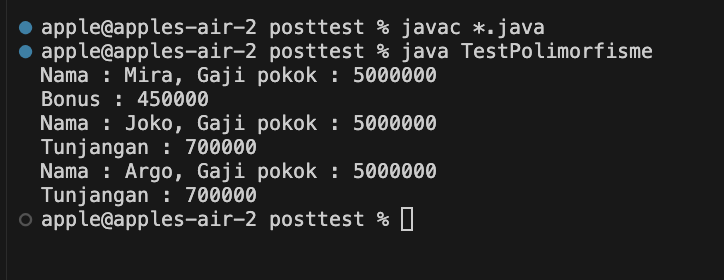 apple@apples-air-2 posttest % javac *.java
apple@apples-air-2 posttest % java TestPolimorfisme
Nama : Mira, Gaji pokok : 5000000
Bonus : 450000
Nama : Joko, Gaji pokok : 5000000
Tunjangan : 700000
Nama : Argo, Gaji pokok : 5000000
Tunjangan : 700000
apple@apples-air-2 posttest %